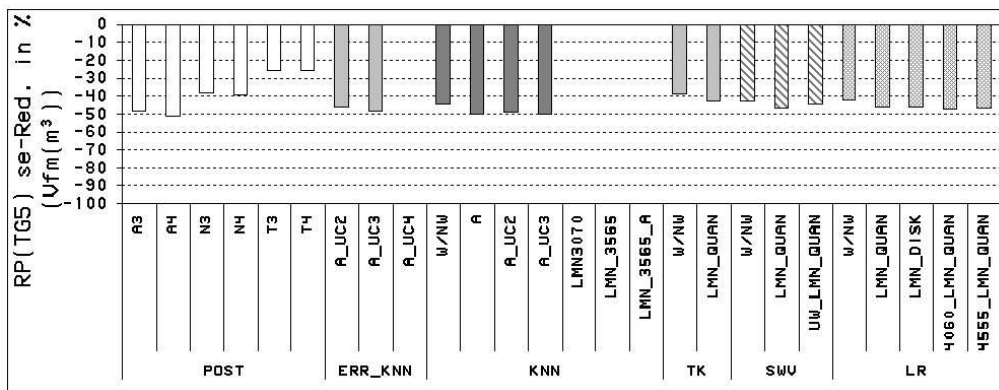 RP(TG5) se-Red. in %
(Vfm(m³))
0
-10
-20
-30
-40
-50
-60
-70
-80
-90
-100
A3
A4
N3
N4
T3
T4
A_UC2
A_UC3
A_UC4
W/NW
A
A_UC2
A_UC3
LMN3070
LMN_3565
LMN_3565_A
W/NW
LMN_QUAN
W/NW
LMN_QUAN
UW_LMN_QUAN
W/NW
LMN_QUAN
LMN_DISK
4060_LMN_QUAN
4555_LMN_QUAN
POST
ERR_KNN
KNN
TK
SWV
LR